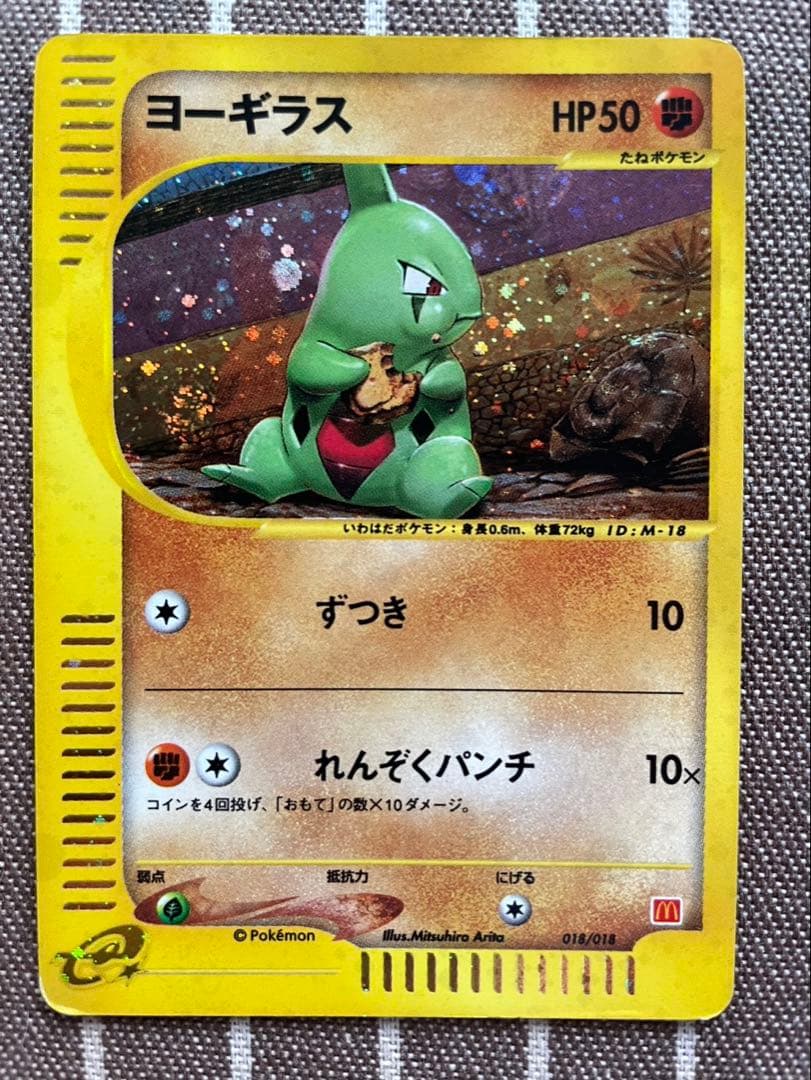 ヨーギラス HP50
たねポケモン
いわはだポケモン：身長0.6m、体重72kg ID:M-18
ずつき 10
れんぞくパンチ 10×
コインを4回投げ、「おもて」の数×10ダメージ。
弱点 抵抗力 にげる
©Pokémon Illus.Mitsuhiro Arita 018/018